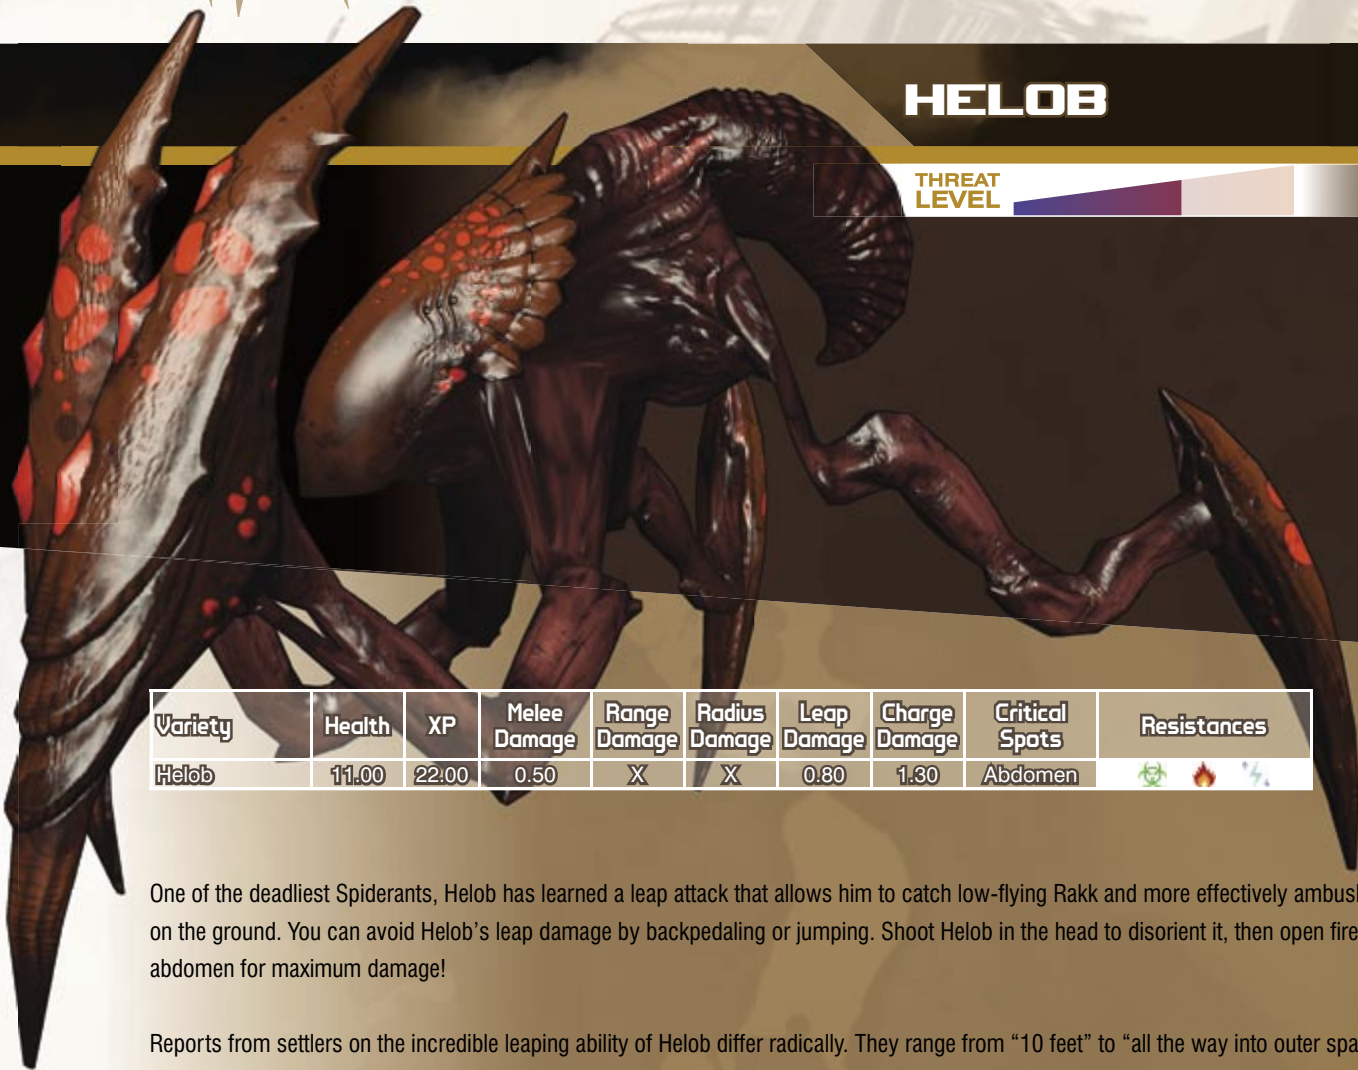 HELOB
THREAT
LEVEL
Variety Health XP Melee Damage Range Damage Radius Damage Leap Damage Charge Damage Critical Spots Resistances
Helob 11.00 22.00 0.50 X X 0.80 1.30 Abdomen
One of the deadliest Spiderants, Helob has learned a leap attack that allows him to catch low-flying Rakk and more effectively
on the ground. You can avoid Helob’s leap damage by backpedaling or jumping. Shoot Helob in the head to disorient it, then open fire
abdomen for maximum damage!
Reports from settlers on the incredible leaping ability of Helob differ radically. They range from “10 feet” to “all the way into outer